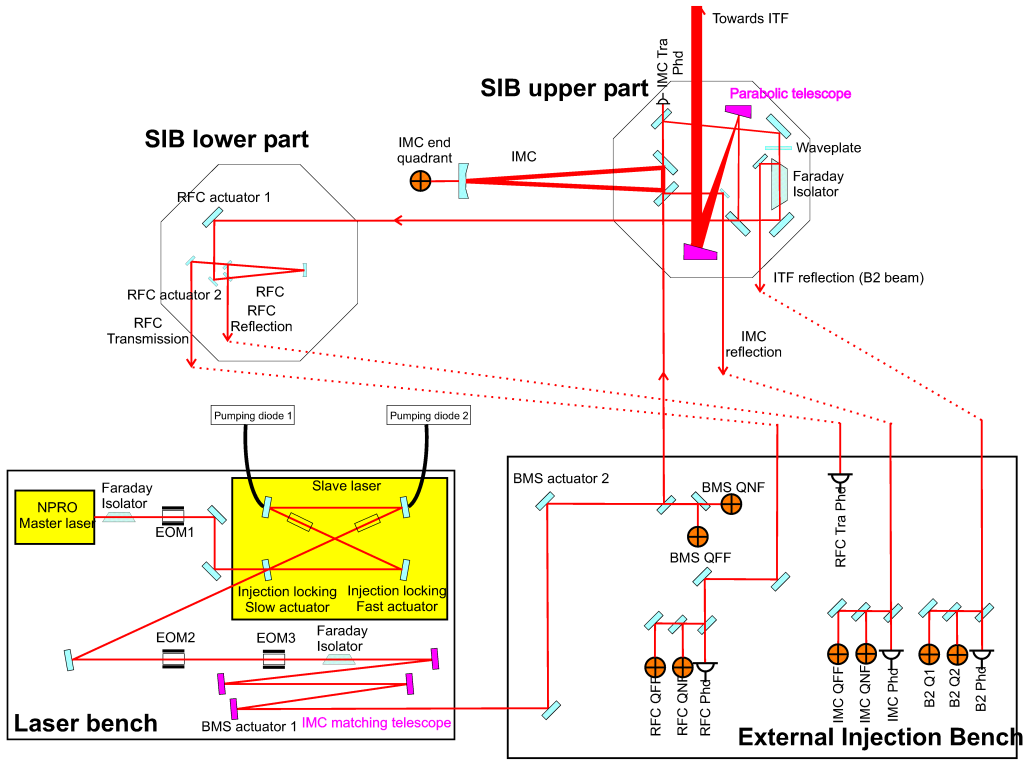 Towards ITF
IMC Tra
Phd
SIB upper part
Parabolic telescope
SIB lower part
IMC end
quadrant
IMC
Waveplate
Faraday
Isolator
RFC actuator 1
ITF reflection (B2 beam)
RFC actuator 2
RFC
RFC
Reflection
RFC
Transmission
IMC
reflection
Pumping diode 1
Pumping diode 2
BMS actuator 2
BMS QNF
Slave laser
Faraday
Isolator
NPRO
Master laser
EOM1
RFC Tra Phd
BMS QFF
Injection locking
Slow actuator
Injection locking
Fast actuator
EOM2
EOM3
Faraday
Isolator
RFC QFF
RFC QNF
RFC Phd
IMC QFF
IMC QNF
IMC Phd
B2 Q1
B2 Q2
B2 Phd
Laser bench
BMS actuator 1
IMC matching telescope
External Injection Bench